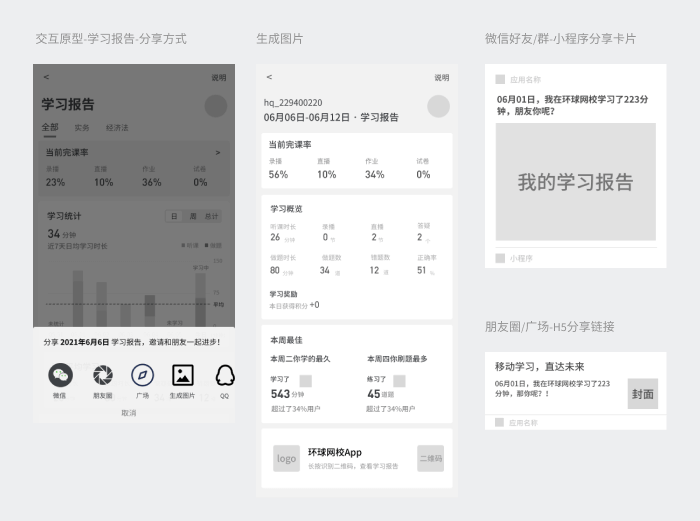 交互原型-学习报告-分享方式
<
说明
学习报告
全部 实务 经济法
当前完课率 >
录播 直播 作业 试卷
23% 10% 36% 0%
学习统计
日 周 总计
34 分钟
近7天日均学习时长
平均
分享 2021年6月6日 学习报告，邀请和朋友一起进步！
微信 朋友圈 广场 生成图片 QQ
取消
生成图片
<
说明
hq_229400220
06月06日-06月12日 · 学习报告
当前完课率
录播 直播 作业 试卷
56% 10% 34% 0%
学习概览
听课时长 录播 直播 答疑
26 分钟 0 节 2 节 2
做题时长 做题数 错题数 正确率
80 分钟 34 道 12 道 51 %
学习奖励
本日获得积分 +0
本周最佳
本周二你学的最久 本周四你刷题最多
学习了 练习了
543 分钟 45 道题
超过了34%用户 超过了34%用户
logo
环球网校App
长按识别二维码，查看学习报告
二维码
微信好友/群-小程序分享卡片
应用名称
06月01日，我在环球网校学习了223分
钟，朋友你呢？
我的学习报告
小程序
朋友圈/广场-H5分享链接
移动学习，直达未来
06月01日，我在环球网校学习了223
分钟，那你呢？！
封面
应用名称